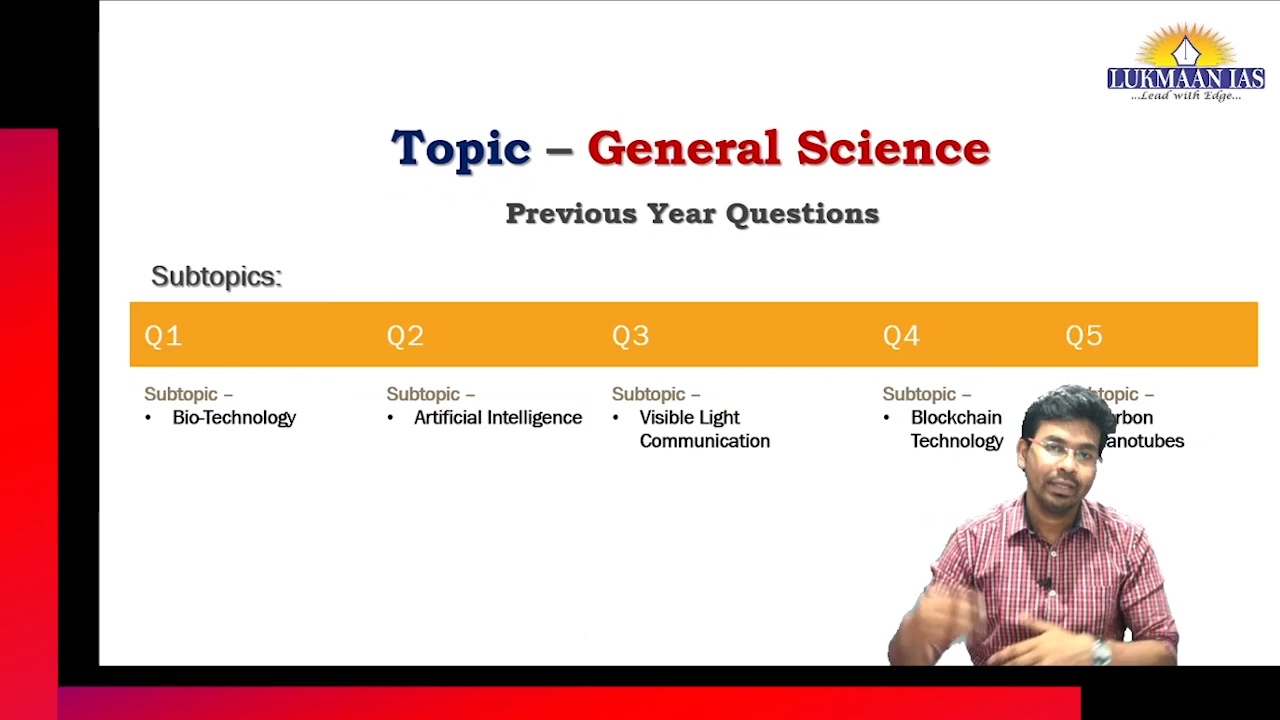 LUKMAAN IAS
...Lead with Edge...
Topic – General Science
Previous Year Questions
Subtopics:
Q1 Q2 Q3 Q4 Q5
Subtopic – Subtopic – Subtopic – Subtopic –
• Bio-Technology • Artificial Intelligence • Visible Light Blockchain
Communication Technology